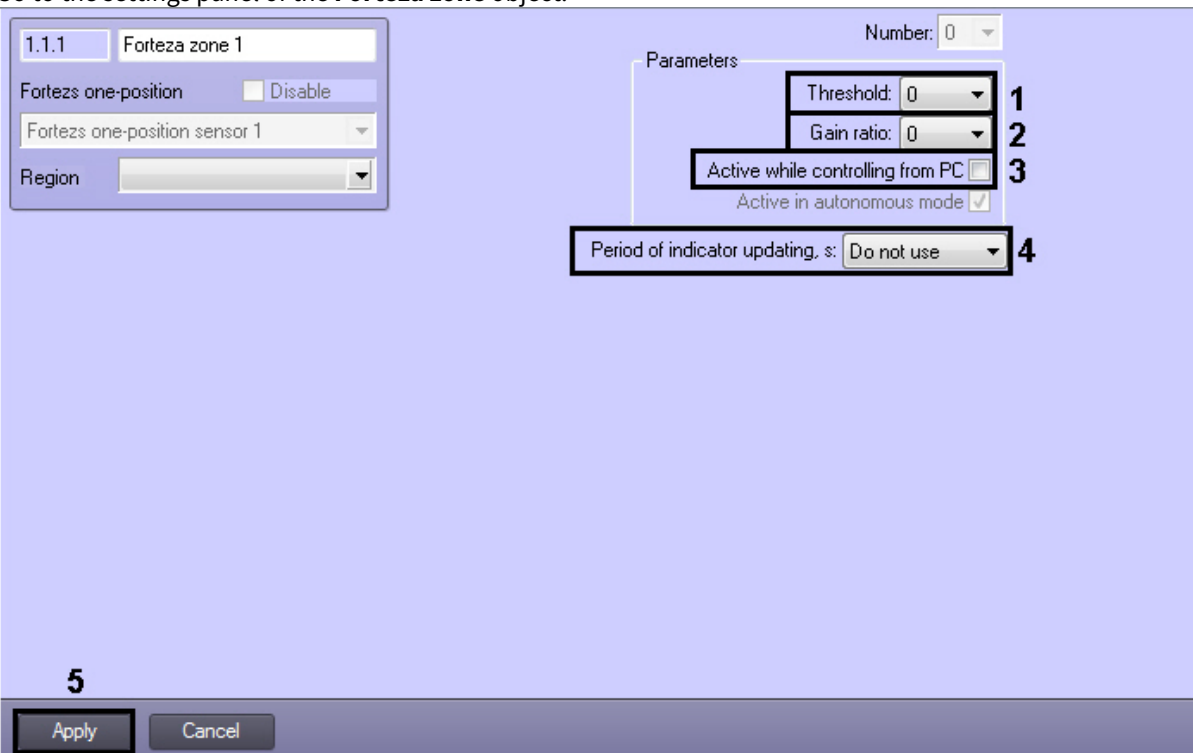 Go to the settings panel of the Forteza zone object.
1.1.1 Forteza zone 1
Number: 0
Parameters
Fortezs one-position Disable
Threshold: 0 1
Fortezs one-position sensor 1
Gain ratio: 0 2
Region
Active while controlling from PC 3
Active in autonomous mode
Period of indicator updating, s: Do not use 4
5
Apply Cancel